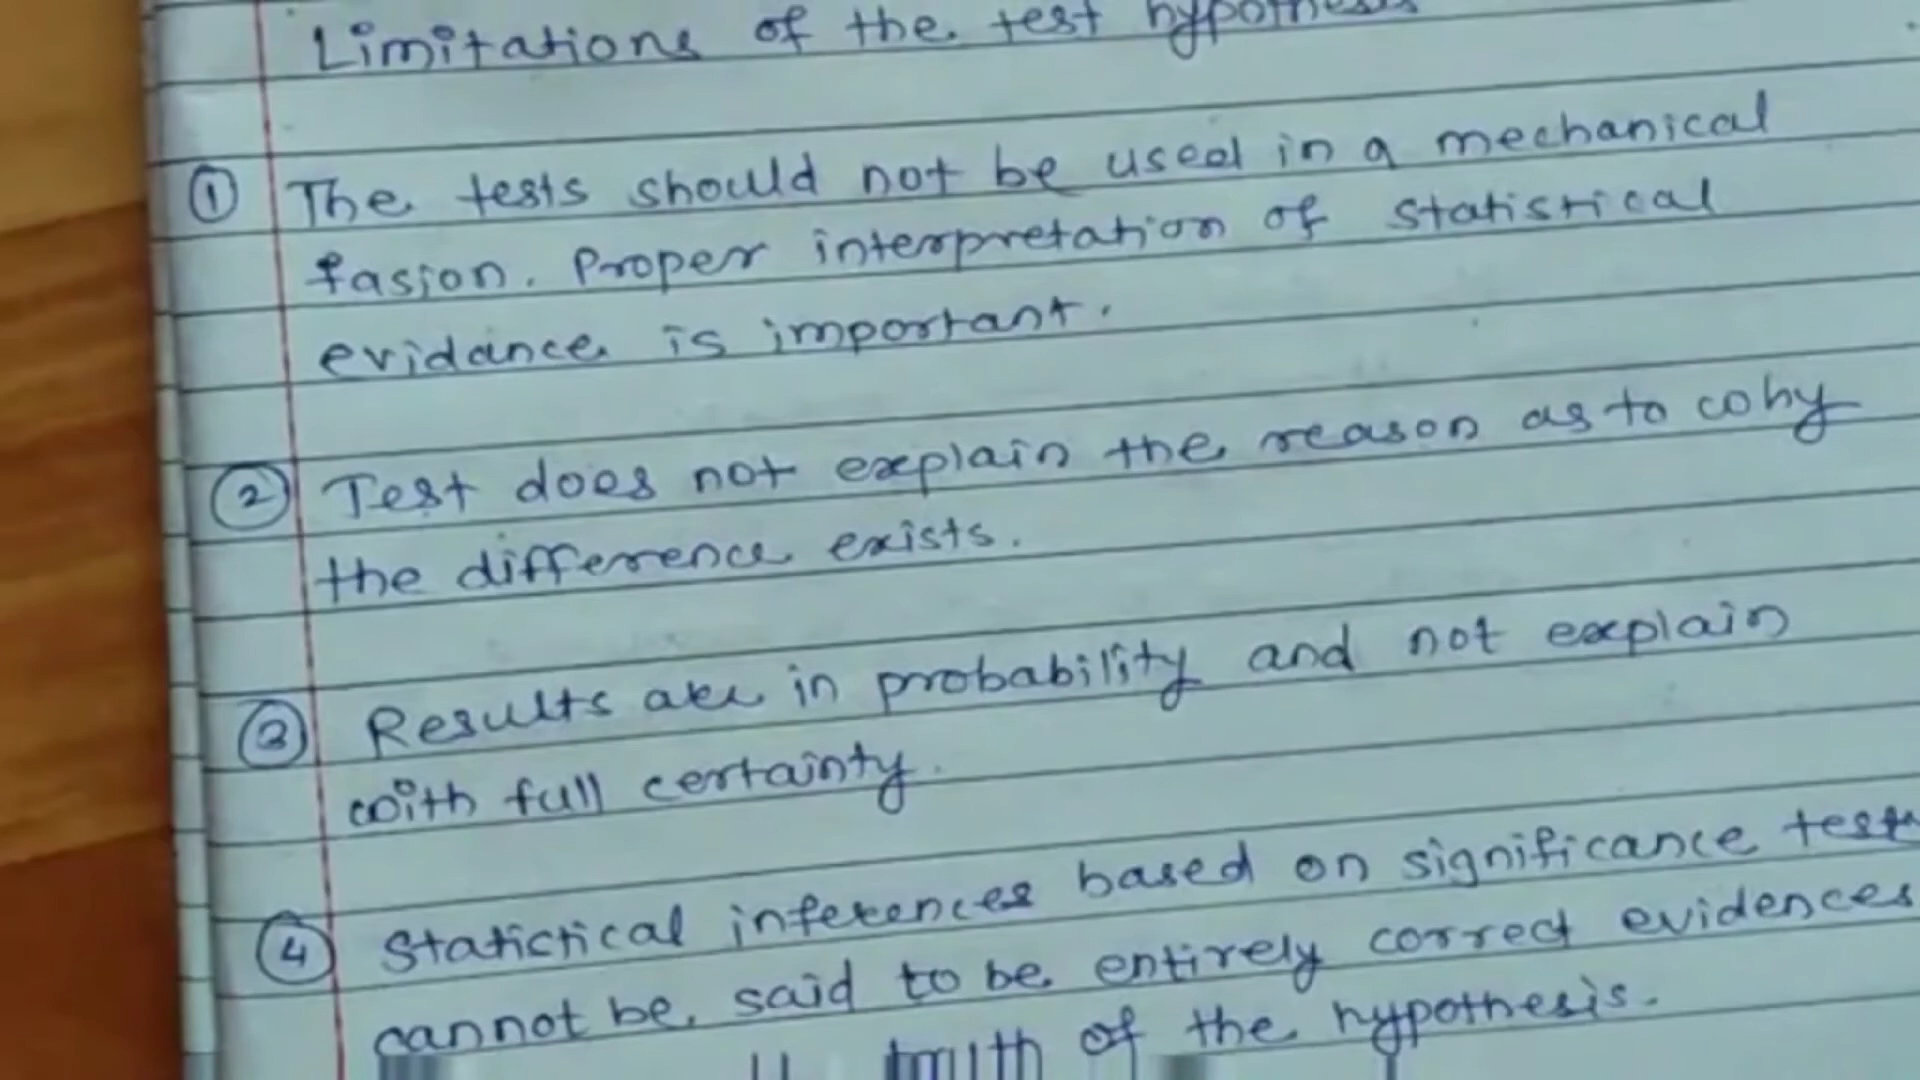 Limitations of the test hypothesis
① The tests should not be used in a mechanical
fasion. Proper interpretation of statistical
evidance is important.
② Test does not explain the reason as to why
the difference exists.
③ Results are in probability and not explain
with full certainty.
④ Statictical inferences based on significance tests
cannot be said to be entirely correct evidences
truth of the hypothesis.